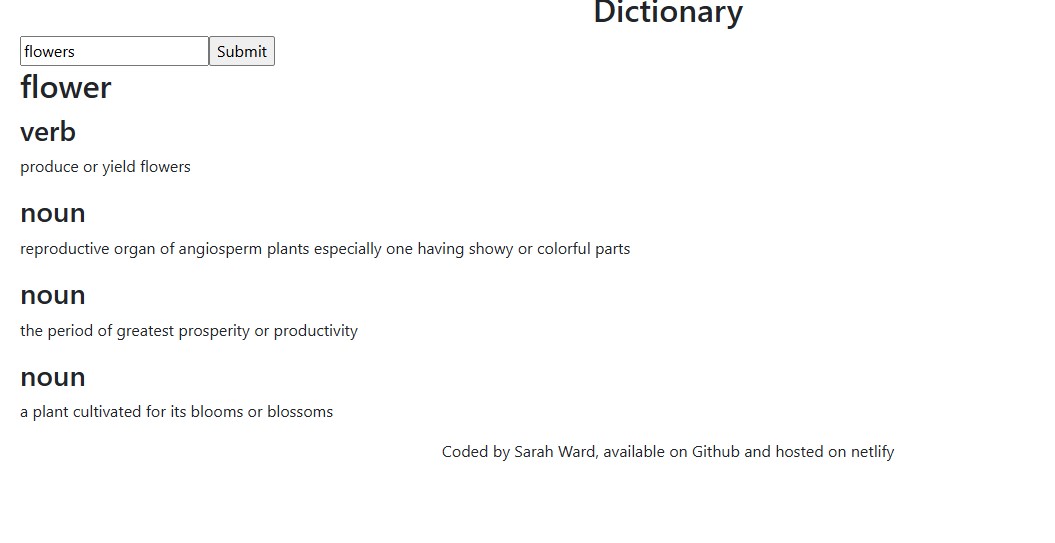 Dictionary
flowers Submit
flower
verb
produce or yield flowers
noun
reproductive organ of angiosperm plants especially one having showy or colorful parts
noun
the period of greatest prosperity or productivity
noun
a plant cultivated for its blooms or blossoms
Coded by Sarah Ward, available on Github and hosted on netlify